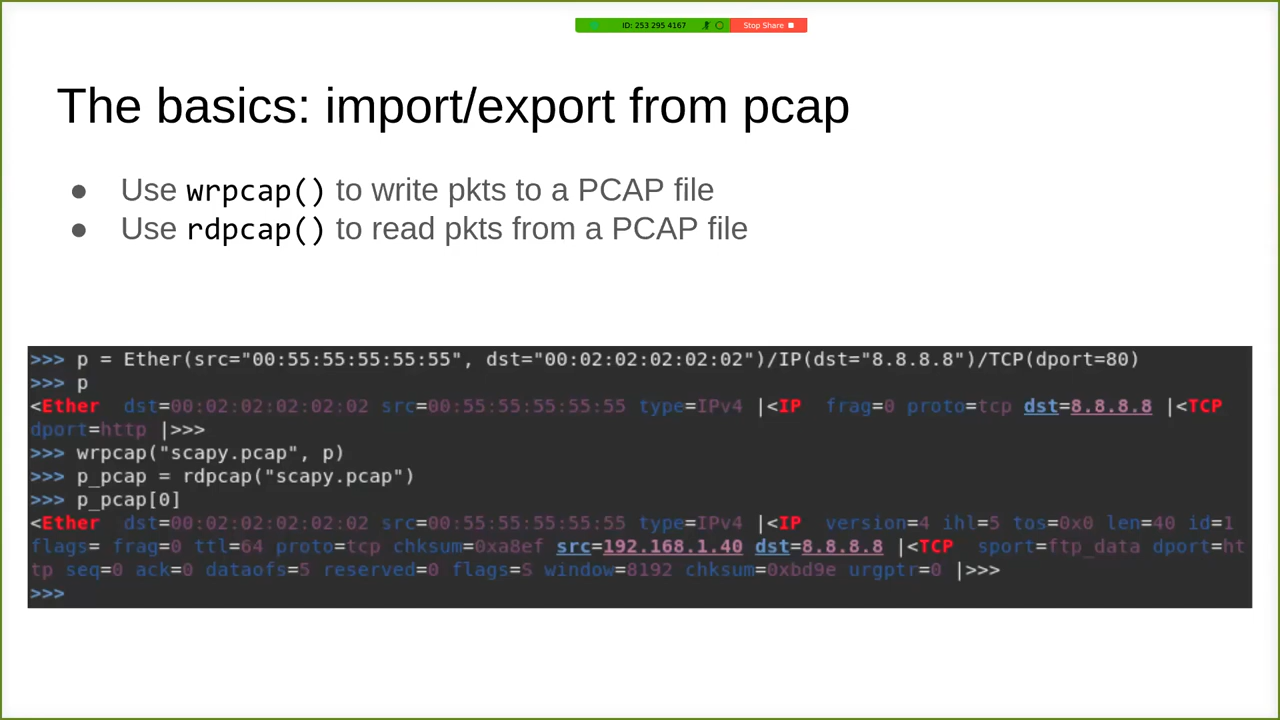 ID: 253 295 4167 Stop Share
The basics: import/export from pcap
● Use wrpcap() to write pkts to a PCAP file
● Use rdpcap() to read pkts from a PCAP file
>>> p = Ether(src="00:55:55:55:55:55", dst="00:02:02:02:02:02")/IP(dst="8.8.8.8")/TCP(dport=80)
>>> p
<Ether  dst=00:02:02:02:02:02 src=00:55:55:55:55:55 type=IPv4 |<IP  frag=0 proto=tcp dst=8.8.8.8 |<TCP
dport=http |>>>
>>> wrpcap("scapy.pcap", p)
>>> p_pcap = rdpcap("scapy.pcap")
>>> p_pcap[0]
<Ether  dst=00:02:02:02:02:02 src=00:55:55:55:55:55 type=IPv4 |<IP  version=4 ihl=5 tos=0x0 len=40 id=1
flags= frag=0 ttl=64 proto=tcp chksum=0xa8ef src=192.168.1.40 dst=8.8.8.8 |<TCP  sport=ftp_data dport=ht
tp seq=0 ack=0 dataofs=5 reserved=0 flags=S window=8192 chksum=0xbd9e urgptr=0 |>>>
>>>